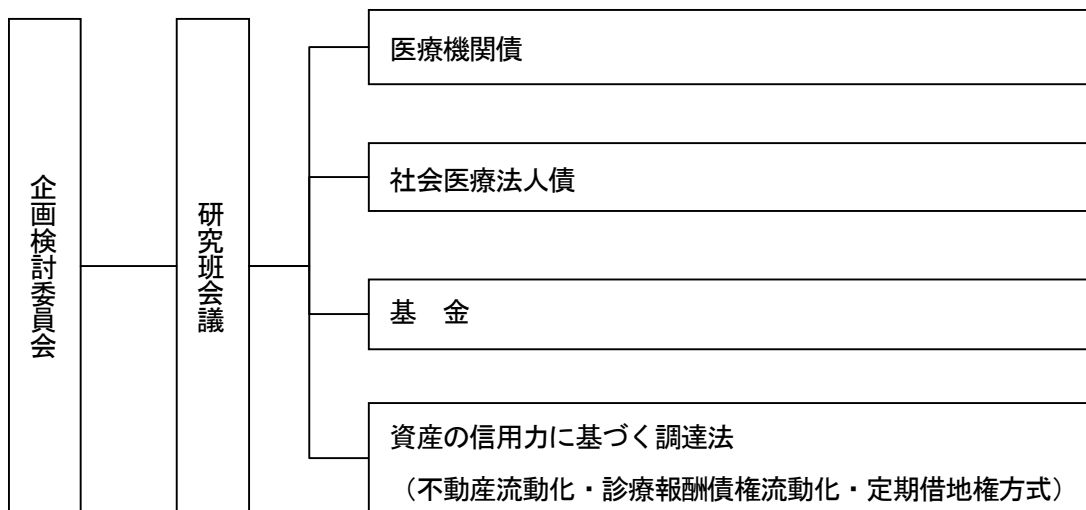 企画検討委員会
研究班会議
医療機関債
社会医療法人債
基　金
資産の信用力に基づく調達法
（不動産流動化・診療報酬債権流動化・定期借地権方式）